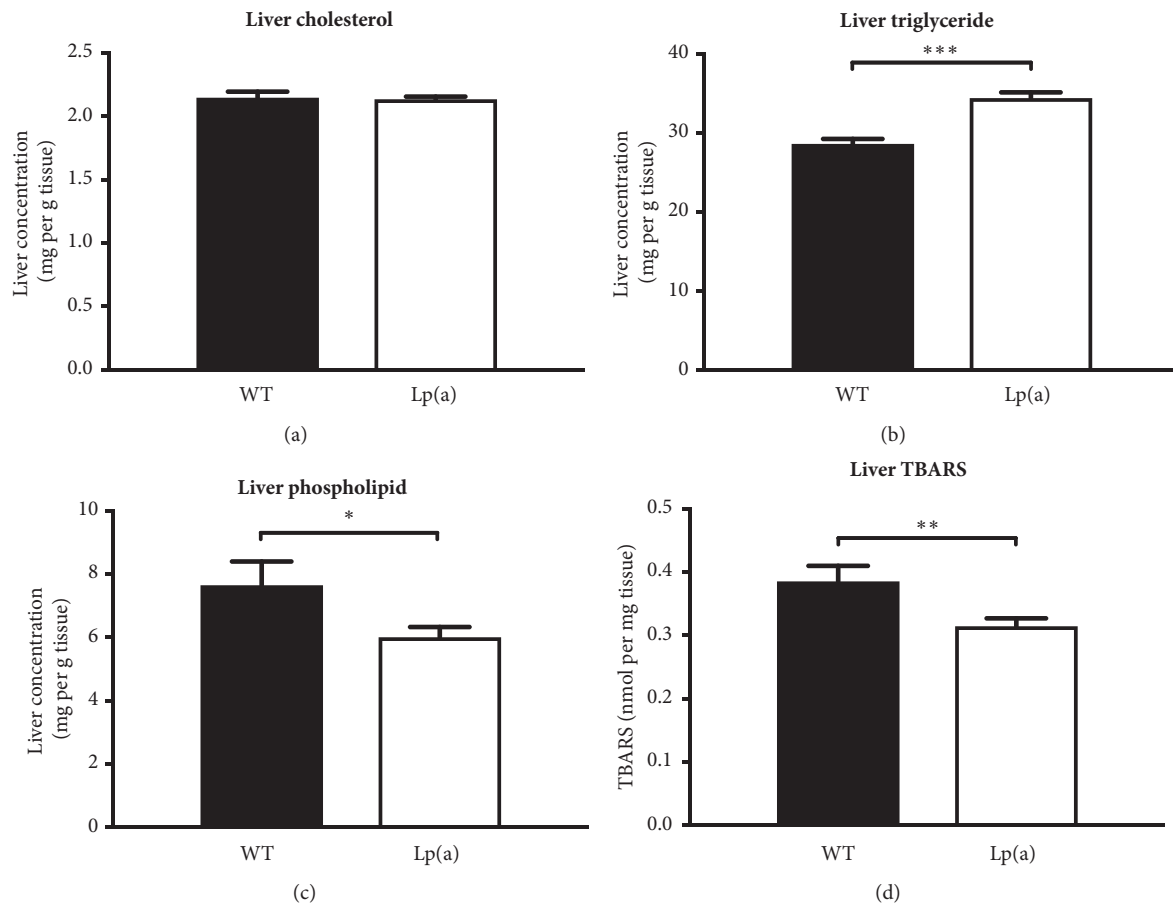 Liver cholesterol
2.5
2.0
1.5
1.0
0.5
0.0
Liver concentration
(mg per g tissue)
WT
Lp(a)
(a)
Liver triglyceride
***
40
30
20
10
0
Liver concentration
(mg per g tissue)
WT
Lp(a)
(b)
Liver phospholipid
*
10
8
6
4
2
0
Liver concentration
(mg per g tissue)
WT
Lp(a)
(c)
Liver TBARS
**
0.5
0.4
0.3
0.2
0.1
0.0
TBARS (nmol per mg tissue)
WT
Lp(a)
(d)